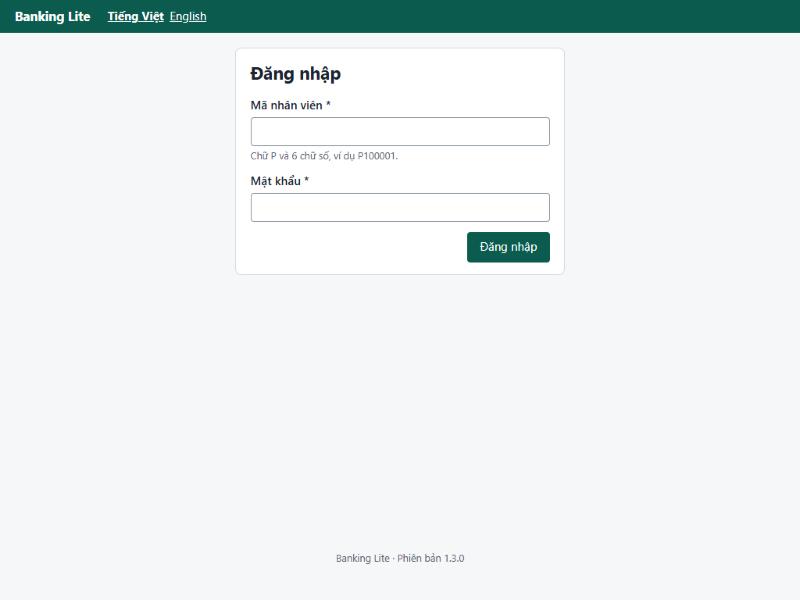 Banking Lite Tiếng Việt English
Đăng nhập
Mã nhân viên *
Chữ P và 6 chữ số, ví dụ P100001.
Mật khẩu *
Đăng nhập
Banking Lite · Phiên bản 1.3.0